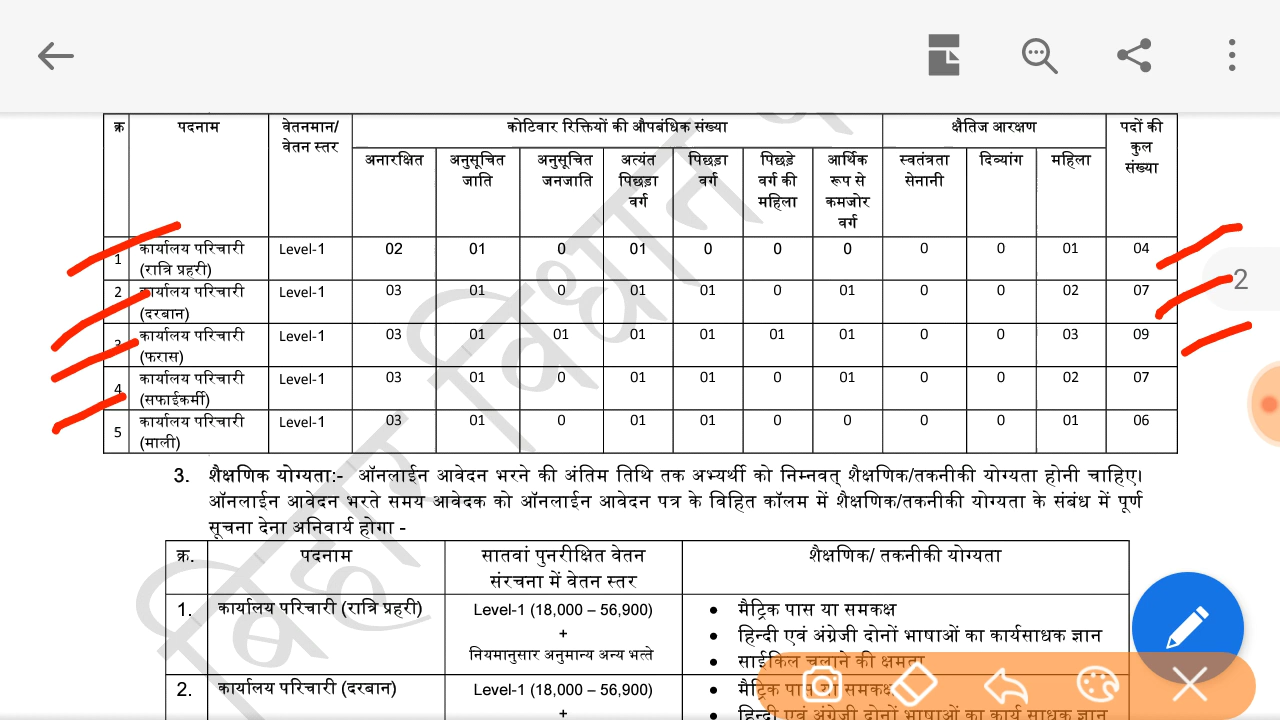 क्र पदनाम वेतनमान/ कोटिवार रिक्तियों की औपबंधिक संख्या क्षैतिज आरक्षण पदों की
वेतन स्तर कुल
अनारक्षित अनुसूचित अनुसूचित अत्यंत पिछड़ा पिछड़े आर्थिक स्वतंत्रता दिव्यांग महिला संख्या
जाति जनजाति पिछड़ा वर्ग वर्ग की रूप से सेनानी
वर्ग महिला कमजोर
वर्ग
1 कार्यालय परिचारी Level-1 02 01 0 01 0 0 0 0 0 01 04
(रात्रि प्रहरी)
2 कार्यालय परिचारी Level-1 03 01 0 01 01 0 01 0 0 02 07
(दरबान)
3 कार्यालय परिचारी Level-1 03 01 01 01 01 01 01 0 0 03 09
(फरास)
4 कार्यालय परिचारी Level-1 03 01 0 01 01 0 01 0 0 02 07
(सफाईकर्मी)
5 कार्यालय परिचारी Level-1 03 01 0 01 01 0 0 0 0 01 06
(माली)
2
3. शैक्षणिक योग्यता:- ऑनलाईन आवेदन भरने की अंतिम तिथि तक अभ्यर्थी को निम्नवत् शैक्षणिक/तकनीकी योग्यता होनी चाहिए।
ऑनलाईन आवेदन भरते समय आवेदक को ऑनलाईन आवेदन पत्र के विहित कॉलम में शैक्षणिक/तकनीकी योग्यता के संबंध में पूर्ण
सूचना देना अनिवार्य होगा -
क्र. पदनाम सातवां पुनरीक्षित वेतन शैक्षणिक/ तकनीकी योग्यता
संरचना में वेतन स्तर
1. कार्यालय परिचारी (रात्रि प्रहरी) Level-1 (18,000 – 56,900) • मैट्रिक पास या समकक्ष
+ • हिन्दी एवं अंग्रेजी दोनों भाषाओं का कार्यसाधक ज्ञान
नियमानुसार अनुमान्य अन्य भत्ते • साईकिल चलाने की क्षमता
2. कार्यालय परिचारी (दरबान) Level-1 (18,000 – 56,900) • मैट्रिक पास या समकक्ष
+ • हिन्दी एवं अंग्रेजी दोनों भाषाओं का कार्य साधक ज्ञान
बिहार विधान